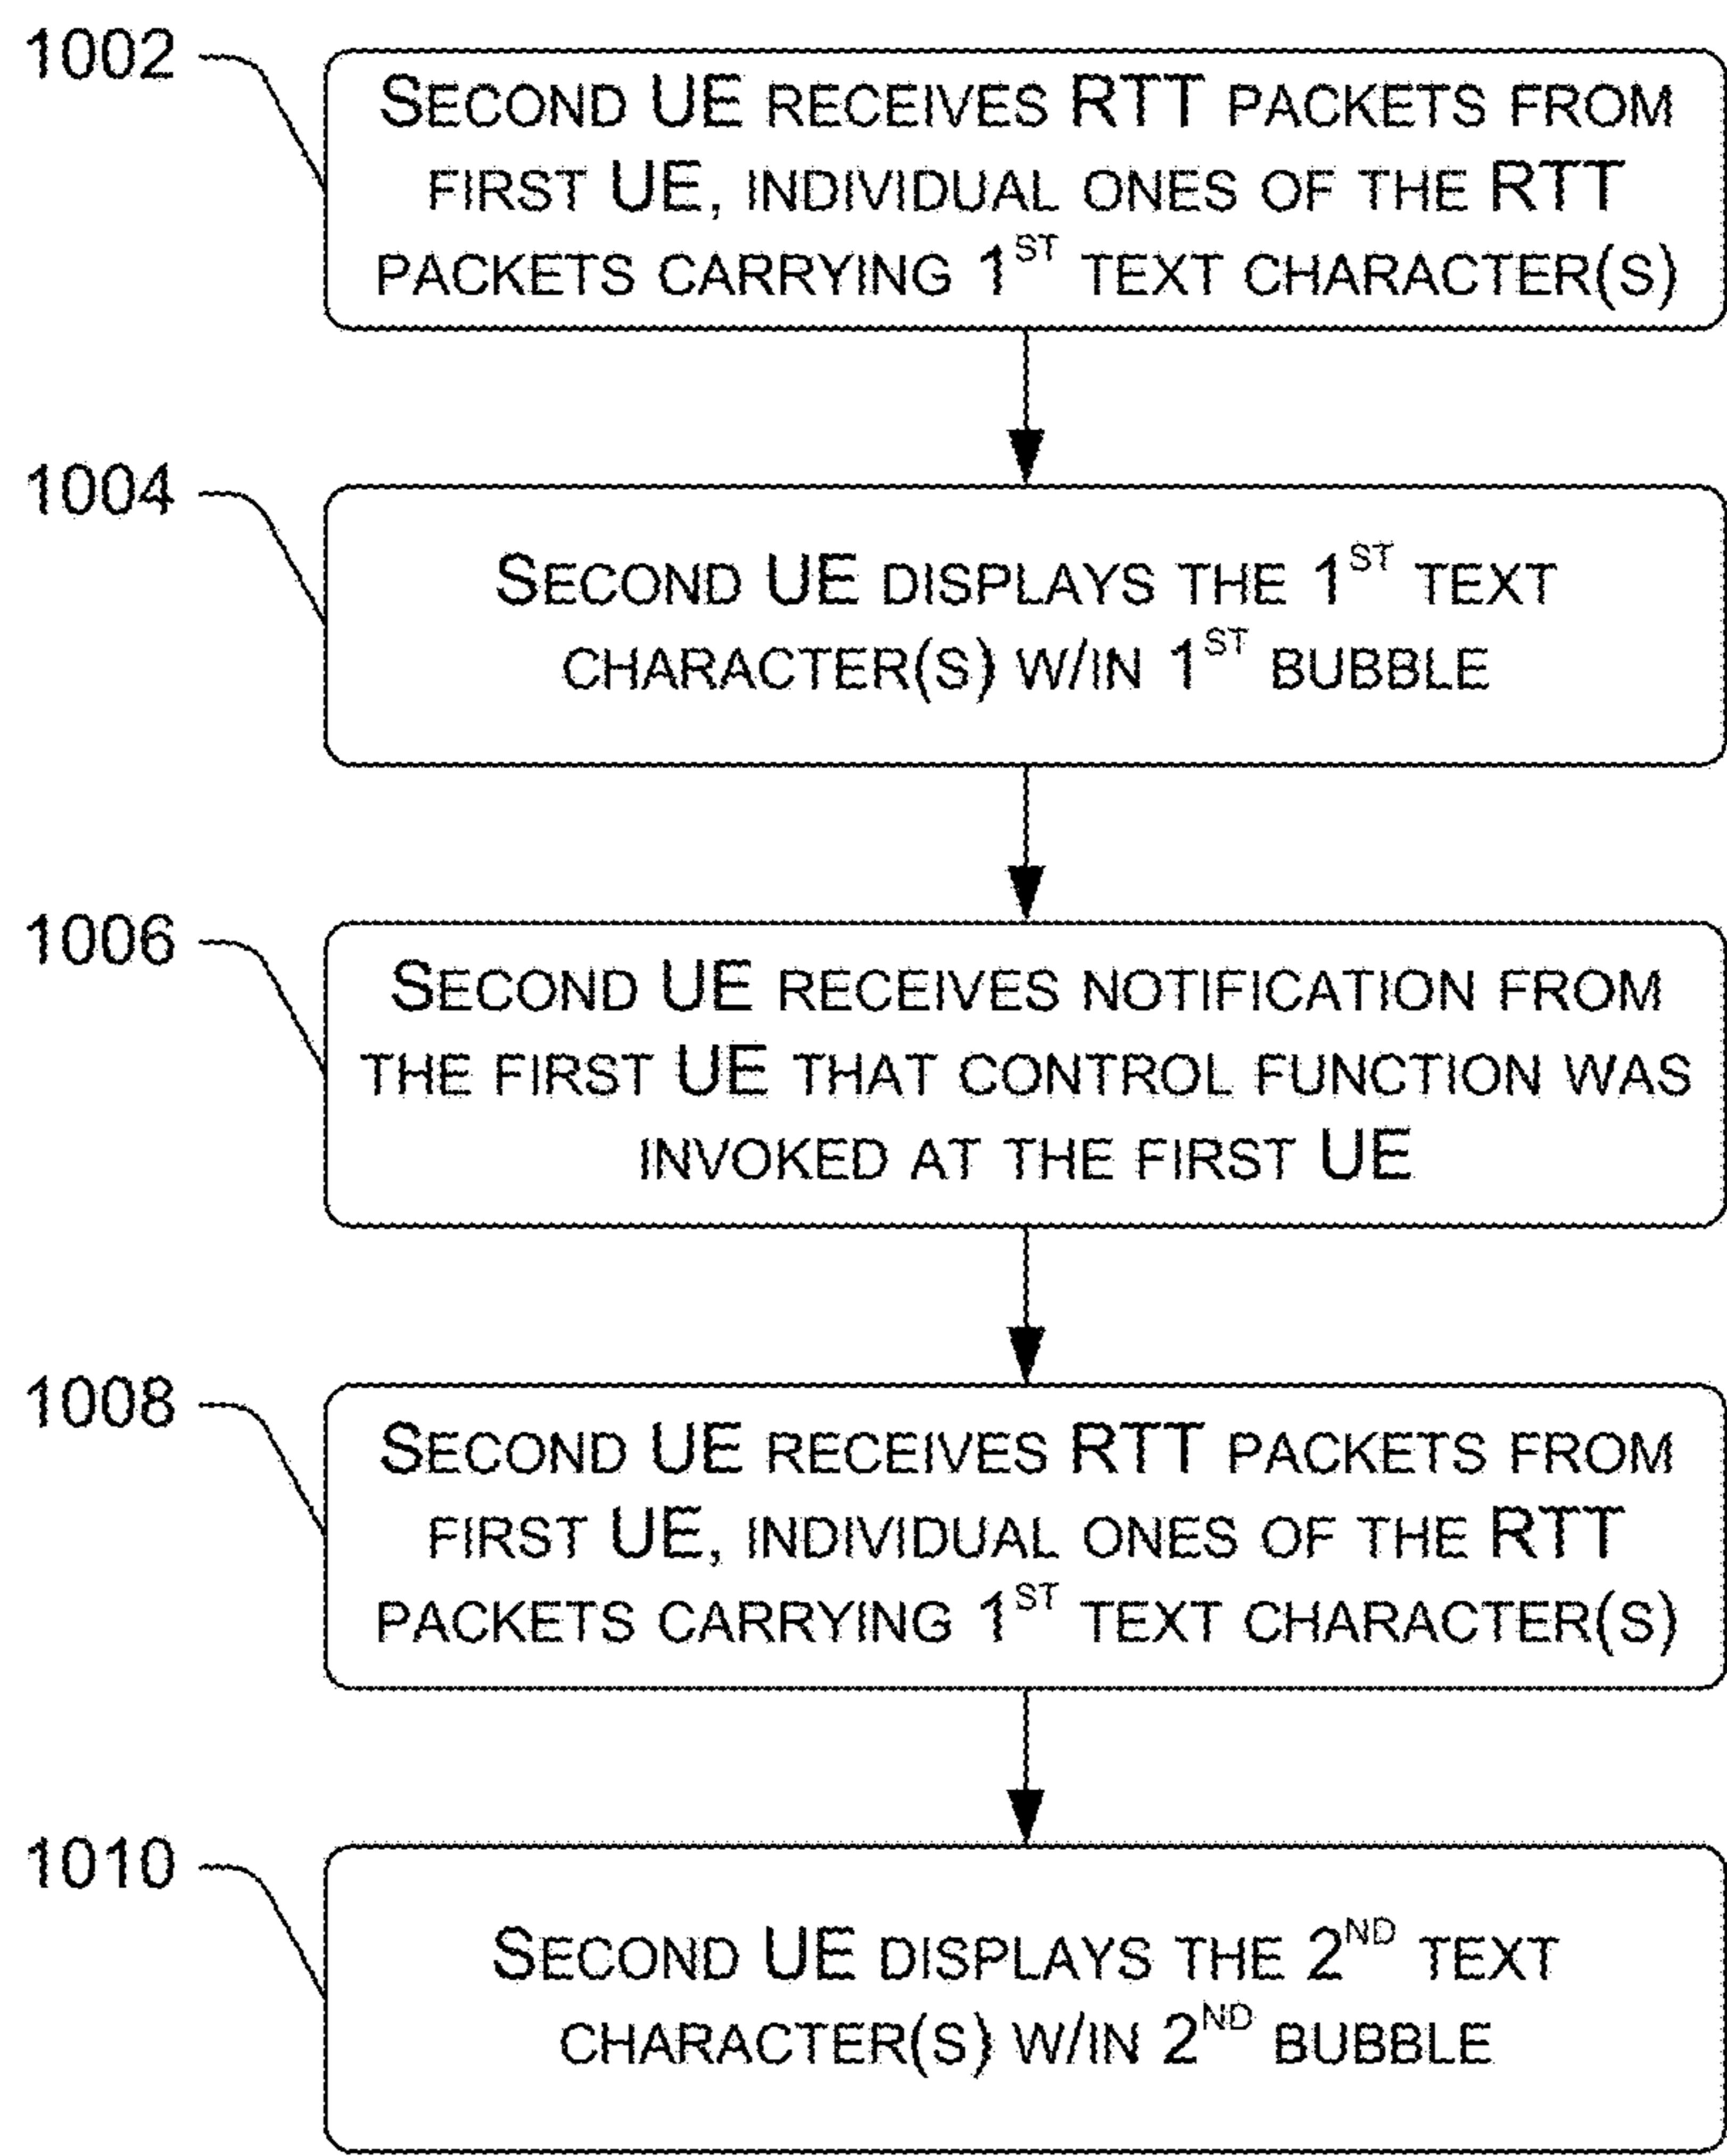 1002
SECOND UE RECEIVES RTT PACKETS FROM
FIRST UE, INDIVIDUAL ONES OF THE RTT
PACKETS CARRYING 1ST TEXT CHARACTER(S)
1004
SECOND UE DISPLAYS THE 1ST TEXT
CHARACTER(S) W/IN 1ST BUBBLE
1006
SECOND UE RECEIVES NOTIFICATION FROM
THE FIRST UE THAT CONTROL FUNCTION WAS
INVOKED AT THE FIRST UE
1008
SECOND UE RECEIVES RTT PACKETS FROM
FIRST UE, INDIVIDUAL ONES OF THE RTT
PACKETS CARRYING 1ST TEXT CHARACTER(S)
1010
SECOND UE DISPLAYS THE 2ND TEXT
CHARACTER(S) W/IN 2ND BUBBLE